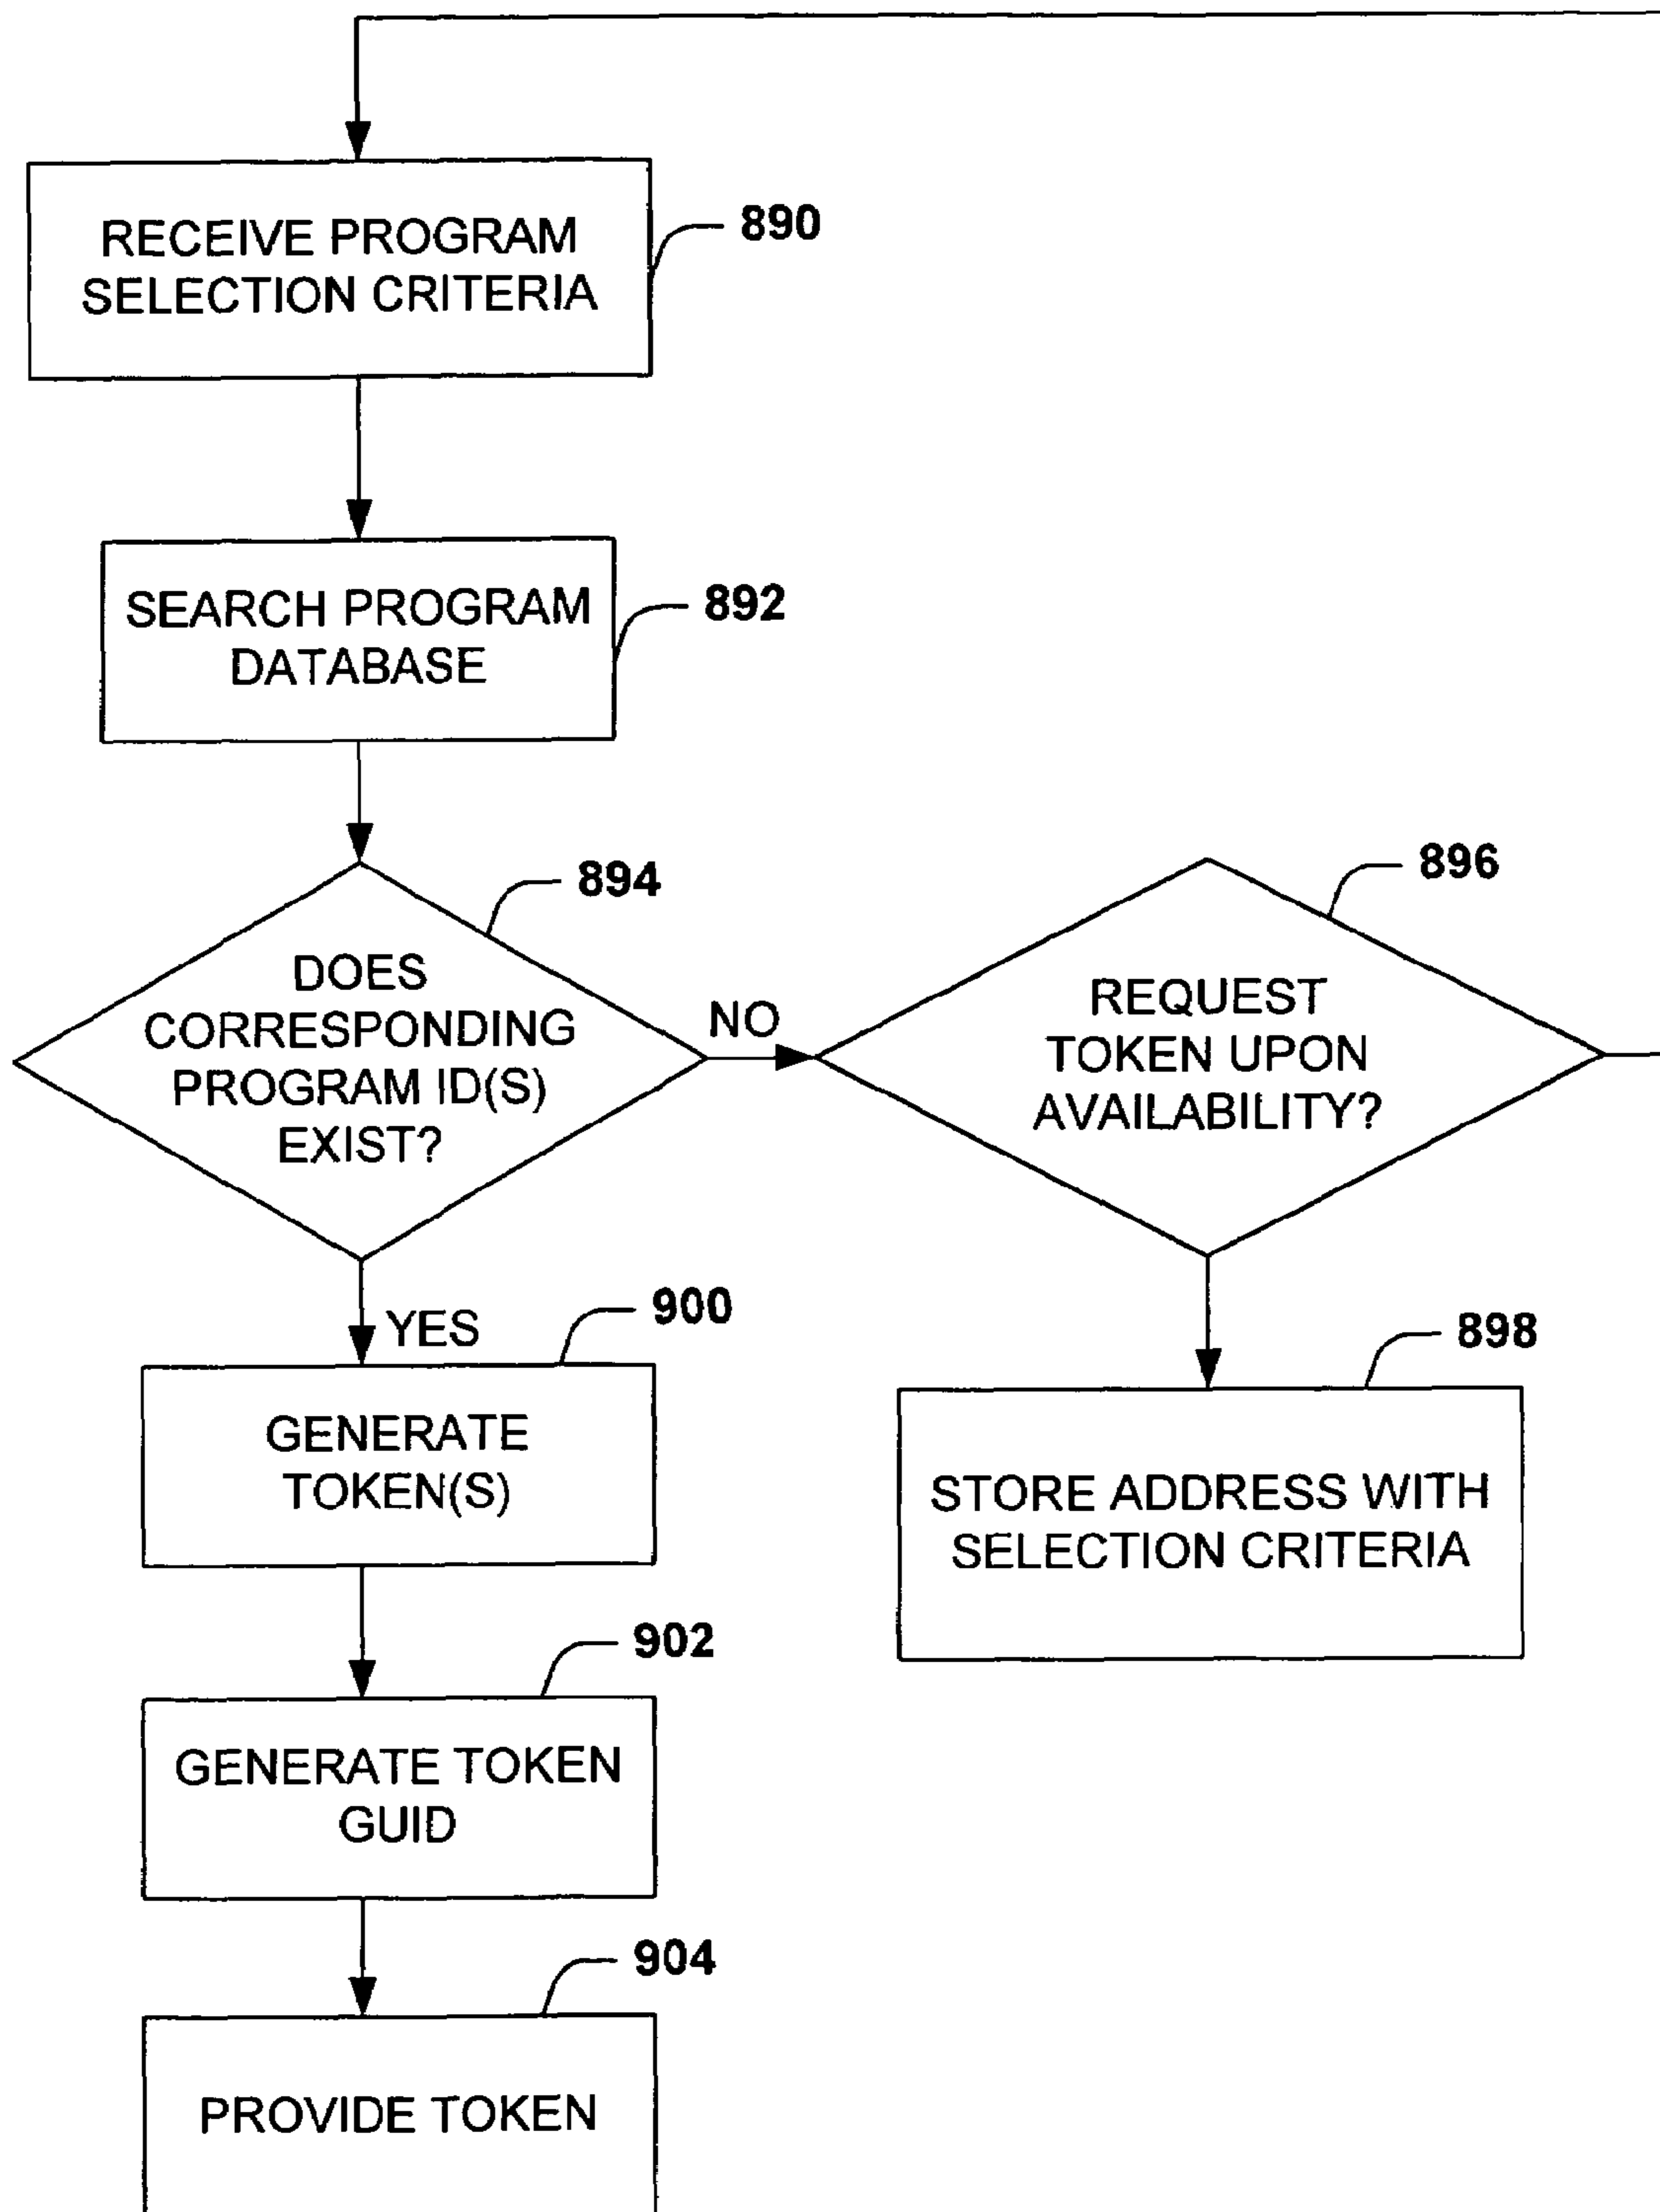 RECEIVE PROGRAM
SELECTION CRITERIA
890
SEARCH PROGRAM
DATABASE
892
894
DOES
CORRESPONDING
PROGRAM ID(S)
EXIST?
NO
896
REQUEST
TOKEN UPON
AVAILABILITY?
YES
900
GENERATE
TOKEN(S)
898
STORE ADDRESS WITH
SELECTION CRITERIA
902
GENERATE TOKEN
GUID
904
PROVIDE TOKEN